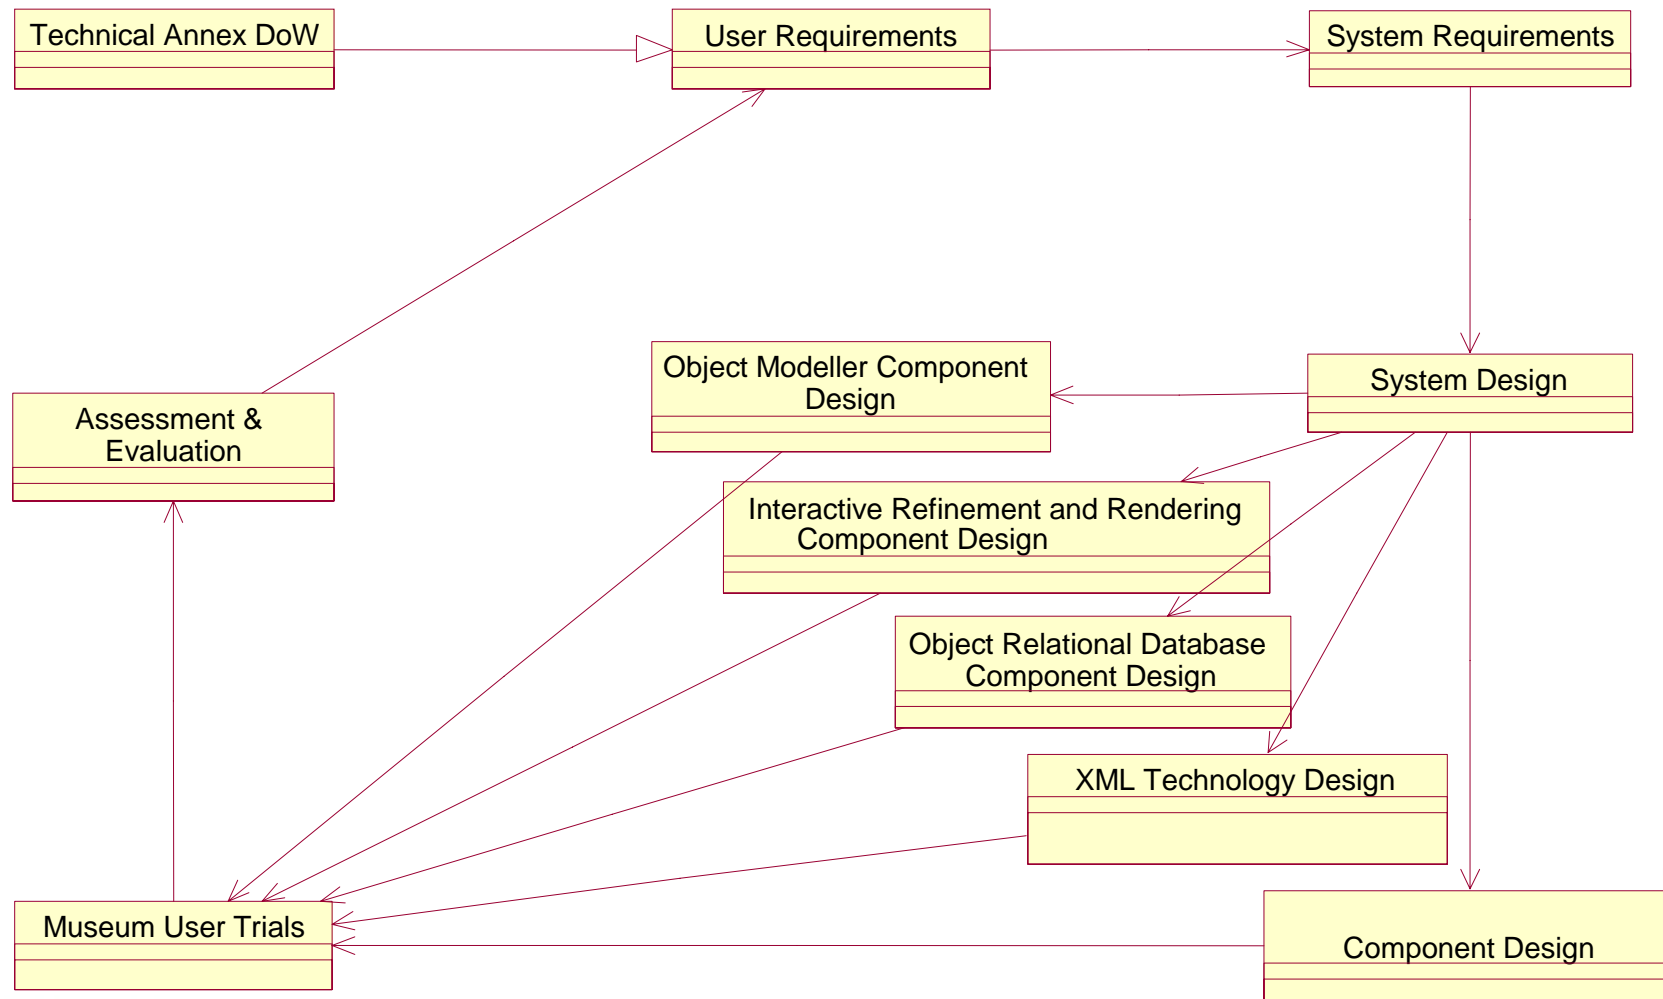 Technical Annex DoW
User Requirements
System Requirements
Object Modeller Component
Design
System Design
Assessment &
Evaluation
Interactive Refinement and Rendering
Component Design
Object Relational Database
Component Design
XML Technology Design
Museum User Trials
Component Design